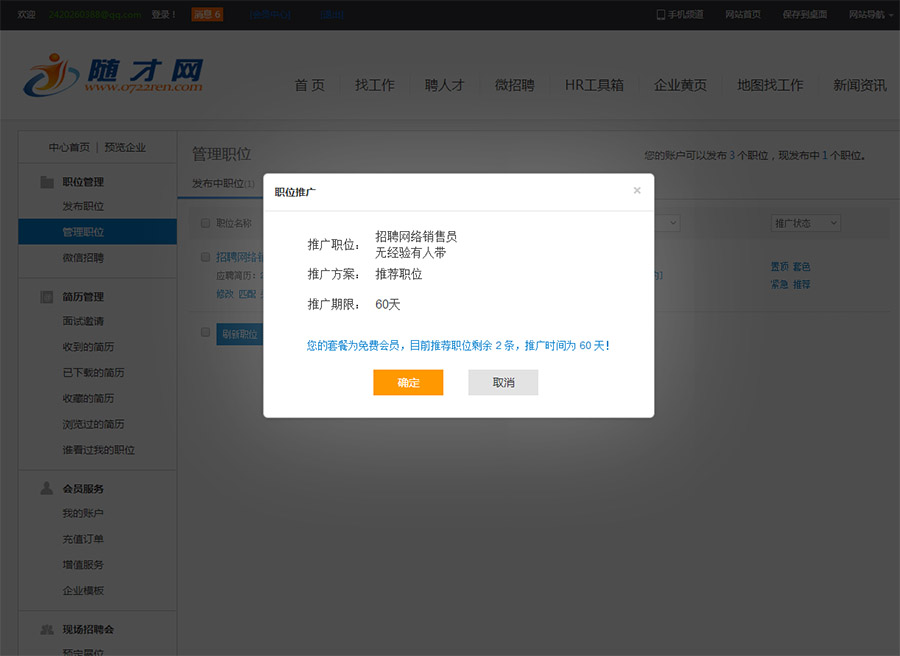 欢迎 2420260388@qq.com 登录！ 消息 6 [会员中心] [退出] 手机频道 网站首页 保存到桌面 网站导航
随才网
www.0722ren.com
首 页 找工作 聘人才 微招聘 HR工具箱 企业黄页 地图找工作 新闻资讯
中心首页 | 预览企业
职位管理
发布职位
管理职位
微信招聘
简历管理
面试邀请
收到的简历
已下载的简历
收藏的简历
浏览过的简历
谁看过我的职位
会员服务
我的账户
充值订单
增值服务
企业模板
现场招聘会
预定展位
管理职位
您的账户可以发布 3 个职位，现发布中 1 个职位。
发布中职位(1)
职位名称 推广状态
招聘网络销
置顶 套色
应聘简历：
紧急 推荐
修改 匹配
刷新职位
职位推广 ×
推广职位： 招聘网络销售员
无经验有人带
推广方案： 推荐职位
推广期限： 60天
您的套餐为免费会员，目前推荐职位剩余 2 条，推广时间为 60 天！
确定 取消